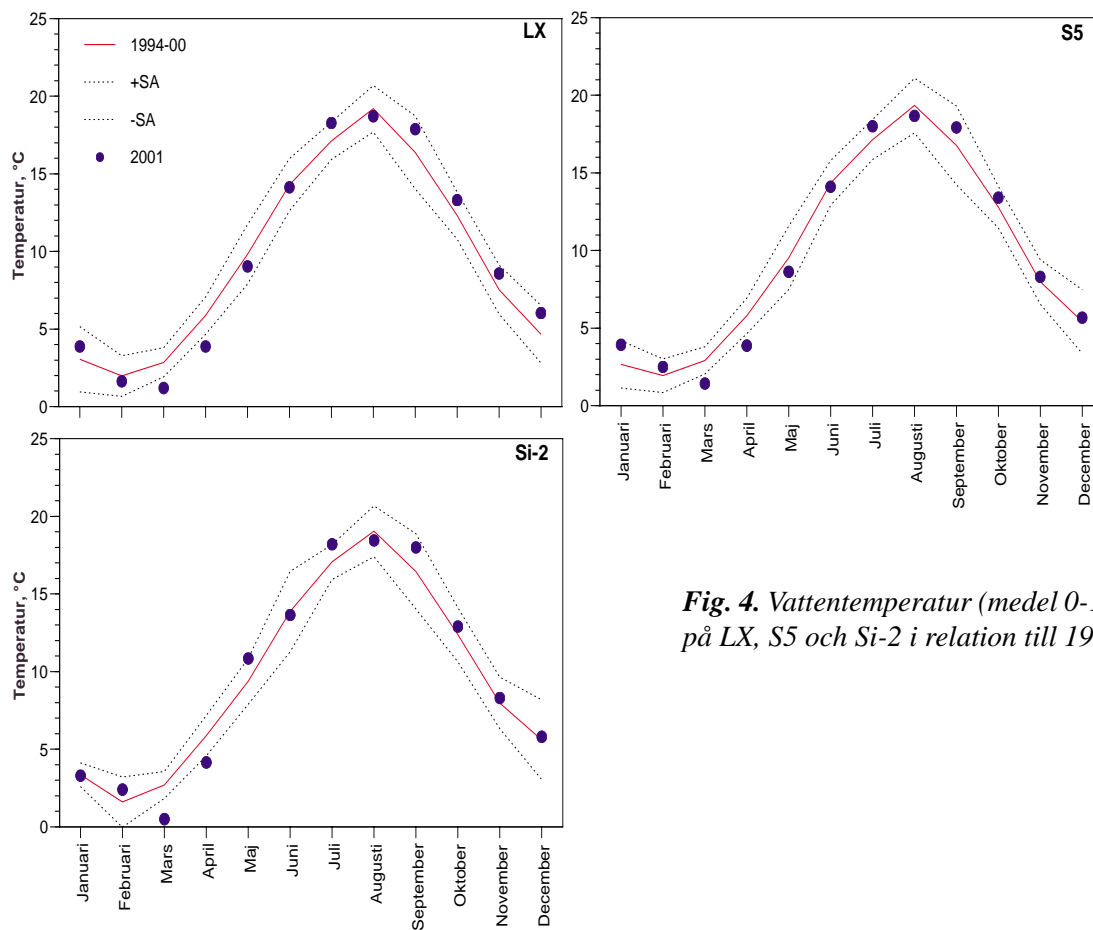 LX
25
20
15
10
5
0
Temperatur, °C
1994-00
+SA
-SA
2001
S5
25
20
15
10
5
0
Januari
Februari
Mars
April
Maj
Juni
Juli
Augusti
September
Oktober
November
December
Si-2
25
20
15
10
5
0
Temperatur, °C
Januari
Februari
Mars
April
Maj
Juni
Juli
Augusti
September
Oktober
November
December
Fig. 4. Vattentemperatur (medel 0-
på LX, S5 och Si-2 i relation till 19